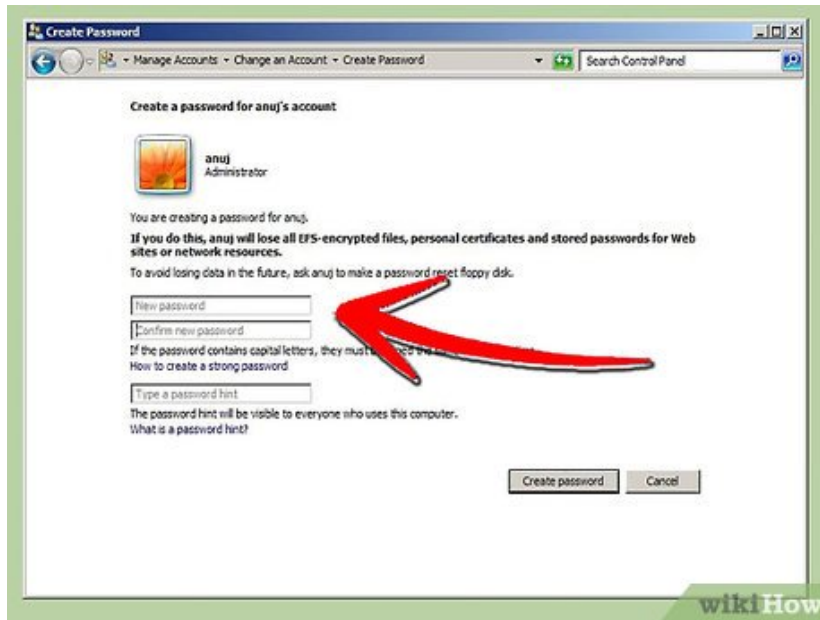 Create Password
Manage Accounts Change an Account Create Password
Search Control Panel
Create a password for anuj's account
anuj
Administrator
You are creating a password for anuj.
If you do this, anuj will lose all EFS-encrypted files, personal certificates and stored passwords for Web
sites or network resources.
To avoid losing data in the future, ask anuj to make a password reset floppy disk.
New password
Confirm new password
If the password contains capital letters, they must
How to create a strong password
Type a password hint
The password hint will be visible to everyone who uses this computer.
What is a password hint?
Create password
Cancel
wikiHow